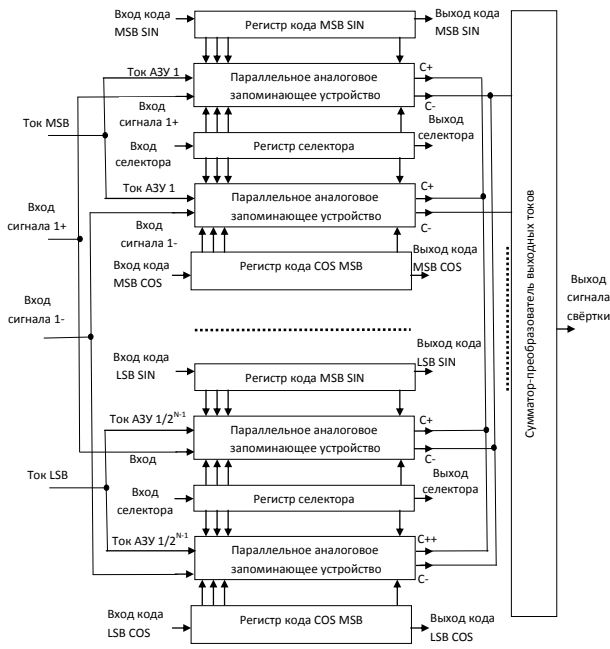 Вход кода
MSB SIN
Регистр кода MSB SIN
Выход кода
MSB SIN
Ток АЗУ 1
Параллельное аналоговое
запоминающее устройство
C+
C-
Вход
сигнала 1+
Ток MSB
Вход
селектора
Регистр селектора
Выход
селектора
Ток АЗУ 1
Параллельное аналоговое
запоминающее устройство
C+
C-
Вход
сигнала 1+
Вход
сигнала 1-
Вход кода
MSB COS
Регистр кода COS MSB
Выход кода
MSB COS
Вход
сигнала 1-
Сумматор-преобразователь выходных токов
Выход
сигнала
свёртки
Вход кода
LSB SIN
Регистр кода MSB SIN
Выход кода
LSB SIN
Ток АЗУ 1/2^N-1
Параллельное аналоговое
запоминающее устройство
C+
C-
Вход
Ток LSB
Вход
селектора
Регистр селектора
Выход
селектора
Ток АЗУ 1/2^N-1
Параллельное аналоговое
запоминающее устройство
C++
C-
Вход кода
LSB COS
Регистр кода COS MSB
Выход кода
LSB COS